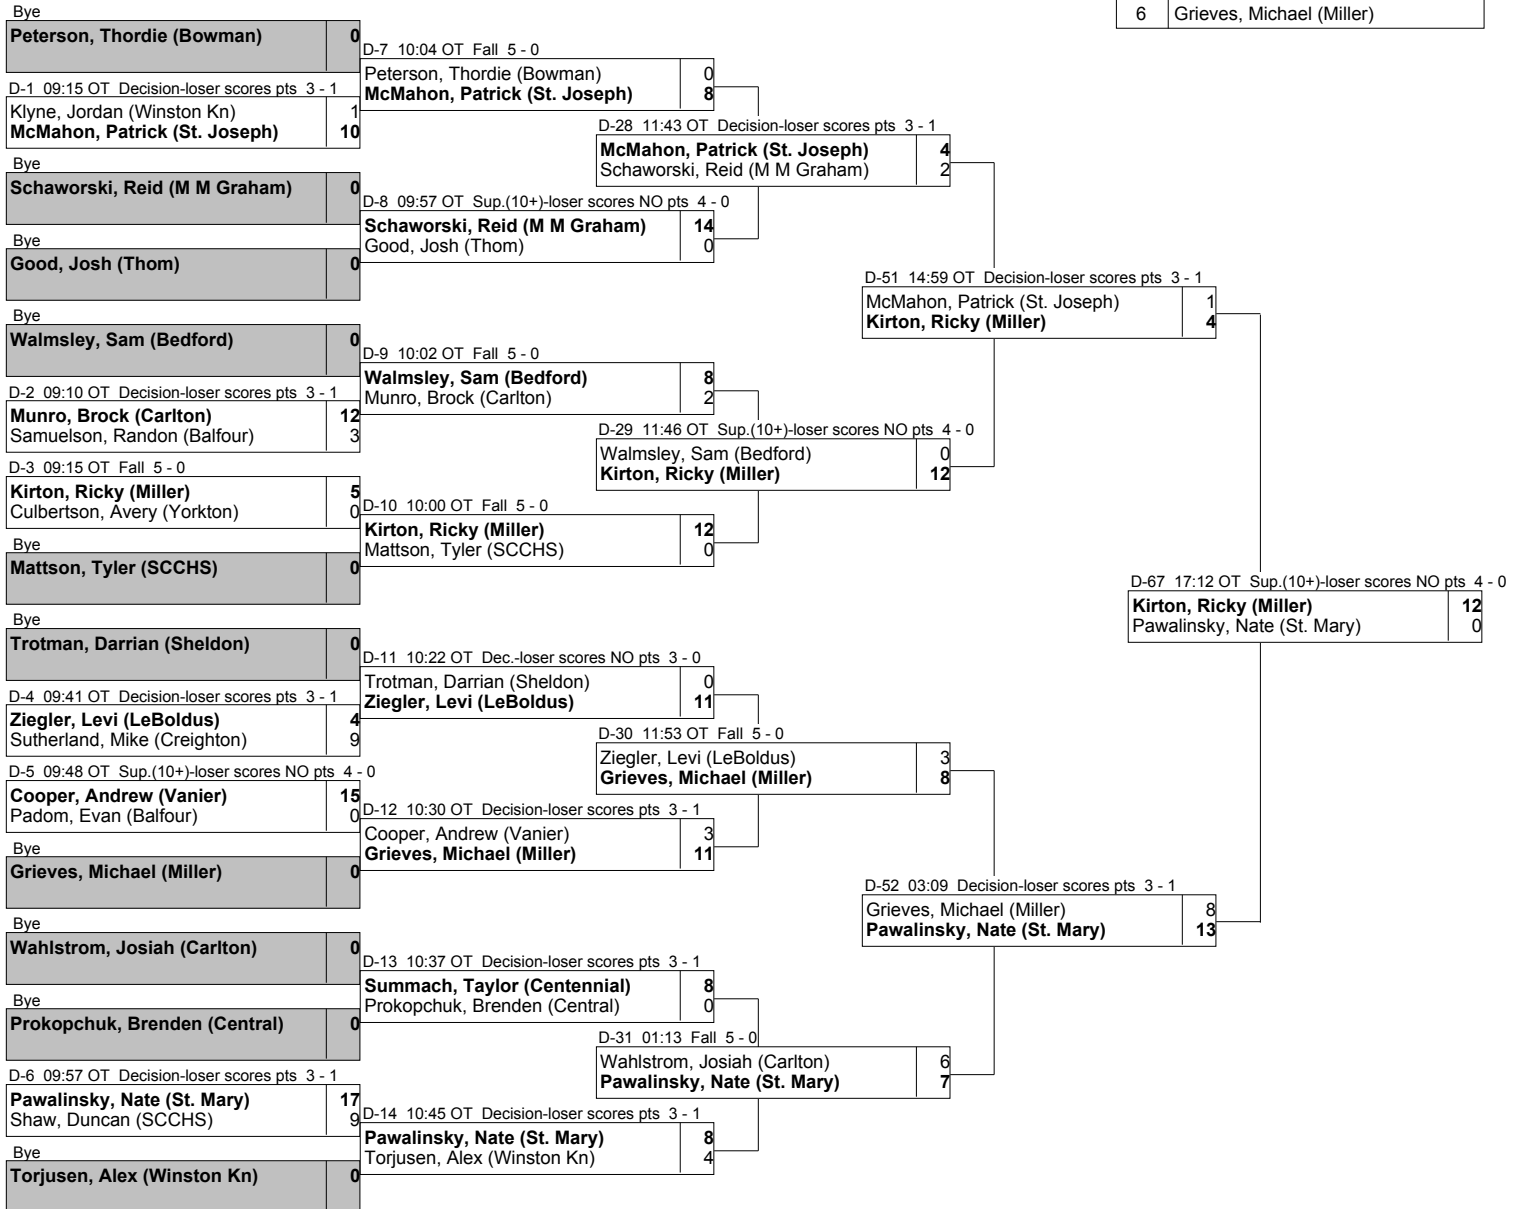 6 Grieves, Michael (Miller)
Bye
Peterson, Thordie (Bowman) 0
D-1 09:15 OT Decision-loser scores pts 3 - 1
Klyne, Jordan (Winston Kn) 1
McMahon, Patrick (St. Joseph) 10
Bye
Schaworski, Reid (M M Graham) 0
Bye
Good, Josh (Thom) 0
Bye
Walmsley, Sam (Bedford) 0
D-2 09:10 OT Decision-loser scores pts 3 - 1
Munro, Brock (Carlton) 12
Samuelson, Randon (Balfour) 3
D-3 09:15 OT Fall 5 - 0
Kirton, Ricky (Miller) 5
Culbertson, Avery (Yorkton) 0
Bye
Mattson, Tyler (SCCHS) 0
Bye
Trotman, Darrian (Sheldon) 0
D-4 09:41 OT Decision-loser scores pts 3 - 1
Ziegler, Levi (LeBoldus) 4
Sutherland, Mike (Creighton) 9
D-5 09:48 OT Sup.(10+)-loser scores NO pts 4 - 0
Cooper, Andrew (Vanier) 15
Padom, Evan (Balfour) 0
Bye
Grieves, Michael (Miller) 0
Bye
Wahlstrom, Josiah (Carlton) 0
Bye
Prokopchuk, Brenden (Central) 0
D-6 09:57 OT Decision-loser scores pts 3 - 1
Pawalinsky, Nate (St. Mary) 17
Shaw, Duncan (SCCHS) 9
Bye
Torjusen, Alex (Winston Kn) 0
D-7 10:04 OT Fall 5 - 0
Peterson, Thordie (Bowman) 0
McMahon, Patrick (St. Joseph) 8
D-8 09:57 OT Sup.(10+)-loser scores NO pts 4 - 0
Schaworski, Reid (M M Graham) 14
Good, Josh (Thom) 0
D-9 10:02 OT Fall 5 - 0
Walmsley, Sam (Bedford) 8
Munro, Brock (Carlton) 2
D-10 10:00 OT Fall 5 - 0
Kirton, Ricky (Miller) 12
Mattson, Tyler (SCCHS) 0
D-11 10:22 OT Dec.-loser scores NO pts 3 - 0
Trotman, Darrian (Sheldon) 0
Ziegler, Levi (LeBoldus) 11
D-12 10:30 OT Decision-loser scores pts 3 - 1
Cooper, Andrew (Vanier) 3
Grieves, Michael (Miller) 11
D-13 10:37 OT Decision-loser scores pts 3 - 1
Summach, Taylor (Centennial) 8
Prokopchuk, Brenden (Central) 0
D-14 10:45 OT Decision-loser scores pts 3 - 1
Pawalinsky, Nate (St. Mary) 8
Torjusen, Alex (Winston Kn) 4
D-28 11:43 OT Decision-loser scores pts 3 - 1
McMahon, Patrick (St. Joseph) 4
Schaworski, Reid (M M Graham) 2
D-29 11:46 OT Sup.(10+)-loser scores NO pts 4 - 0
Walmsley, Sam (Bedford) 0
Kirton, Ricky (Miller) 12
D-30 11:53 OT Fall 5 - 0
Ziegler, Levi (LeBoldus) 3
Grieves, Michael (Miller) 8
D-31 01:13 Fall 5 - 0
Wahlstrom, Josiah (Carlton) 6
Pawalinsky, Nate (St. Mary) 7
D-51 14:59 OT Decision-loser scores pts 3 - 1
McMahon, Patrick (St. Joseph) 1
Kirton, Ricky (Miller) 4
D-52 03:09 Decision-loser scores pts 3 - 1
Grieves, Michael (Miller) 8
Pawalinsky, Nate (St. Mary) 13
D-67 17:12 OT Sup.(10+)-loser scores NO pts 4 - 0
Kirton, Ricky (Miller) 12
Pawalinsky, Nate (St. Mary) 0